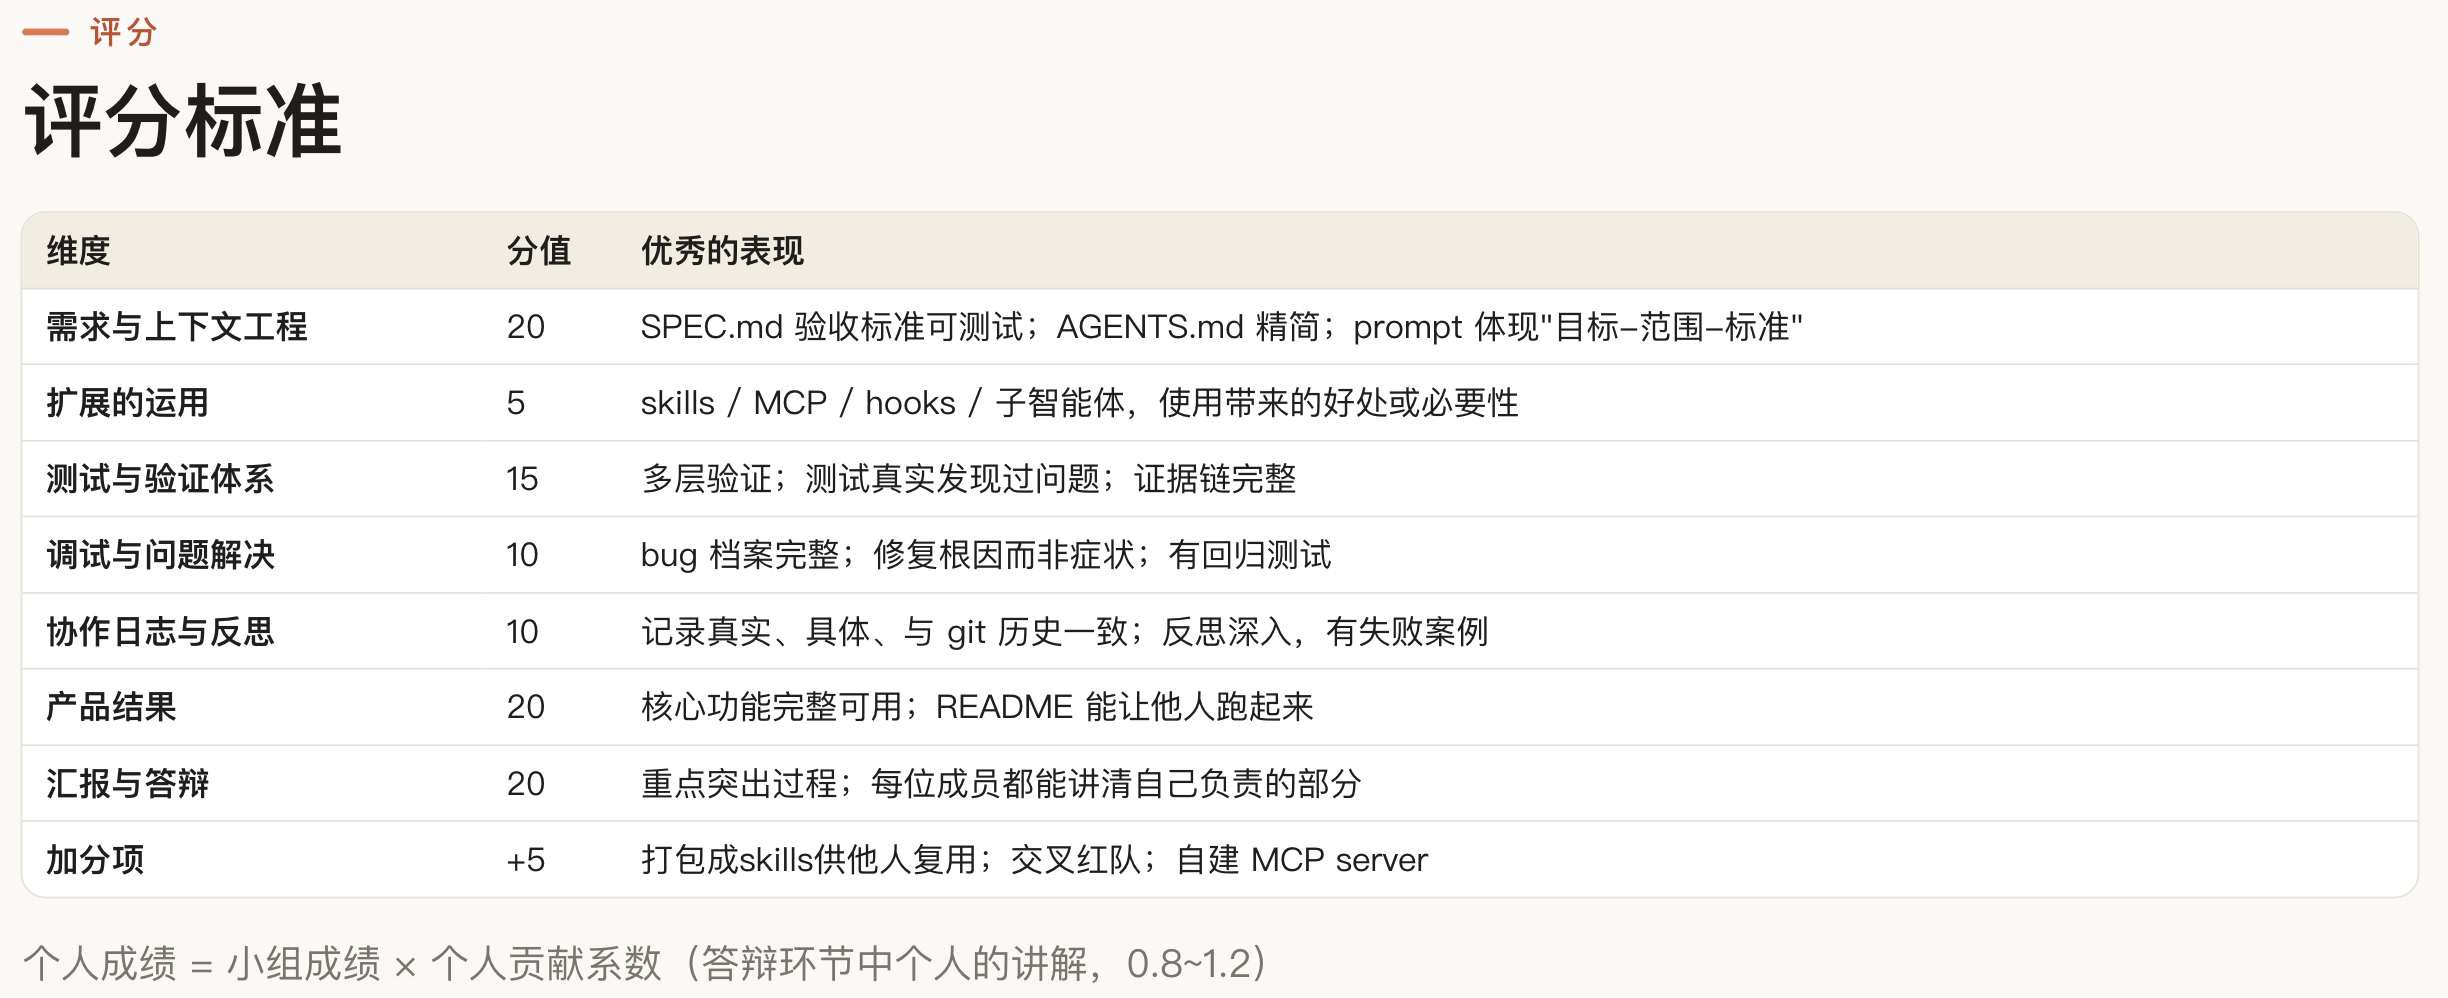 评分
评分标准
维度 分值 优秀的表现
需求与上下文工程 20 SPEC.md 验收标准可测试；AGENTS.md 精简；prompt 体现"目标–范围–标准"
扩展的运用 5 skills / MCP / hooks / 子智能体，使用带来的好处或必要性
测试与验证体系 15 多层验证；测试真实发现过问题；证据链完整
调试与问题解决 10 bug 档案完整；修复根因而非症状；有回归测试
协作日志与反思 10 记录真实、具体、与 git 历史一致；反思深入，有失败案例
产品结果 20 核心功能完整可用；README 能让他人跑起来
汇报与答辩 20 重点突出过程；每位成员都能讲清自己负责的部分
加分项 +5 打包成skills供他人复用；交叉红队；自建 MCP server
个人成绩 = 小组成绩 × 个人贡献系数（答辩环节中个人的讲解，0.8~1.2）